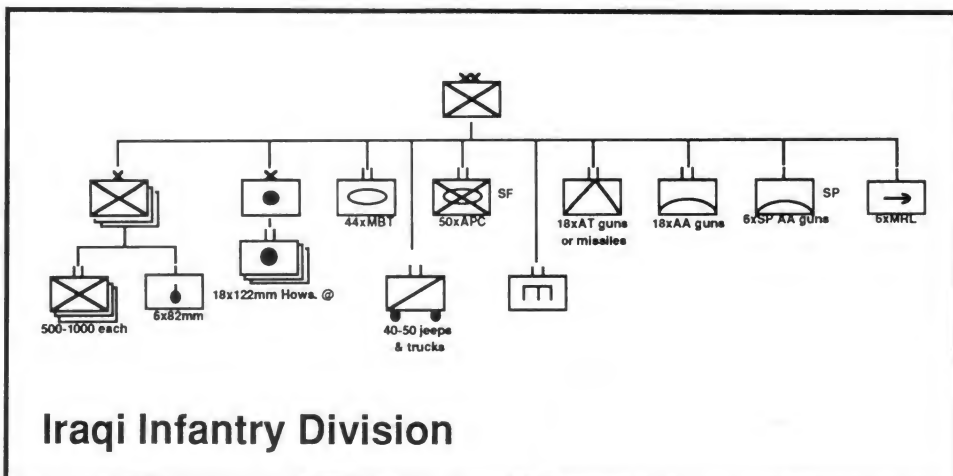 44xMBT
50xAPC
SF
18xAT guns
or missiles
18xAA guns
6xSP AA guns
SP
6xMRL
500-1000 each
6x82mm
18x122mm Hows. @
40-50 jeeps
& trucks
Iraqi Infantry Division